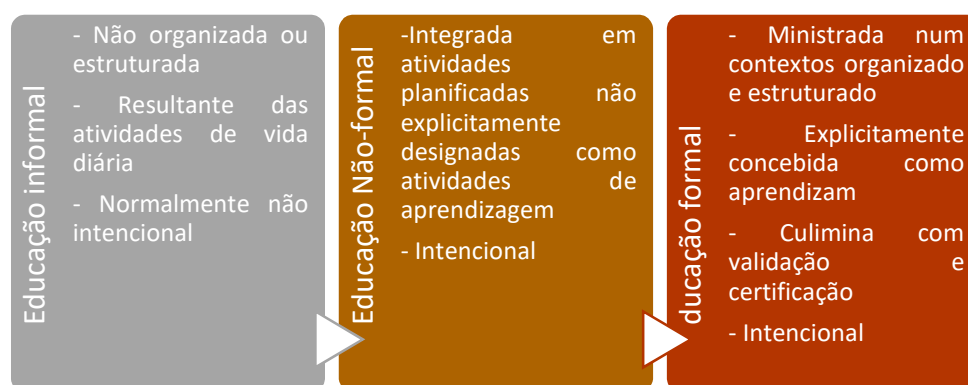 Educação informal
- Não organizada ou
estruturada
- Resultante das
atividades de vida
diária
- Normalmente não
intencional
Educação Não-formal
-Integrada em
atividades
planificadas não
explicitamente
designadas como
atividades de
aprendizagem
- Intencional
ducação formal
- Ministrada num
contextos organizado
e estruturado
- Explicitamente
concebida como
aprendizam
- Culimina com
validação e
certificação
- Intencional